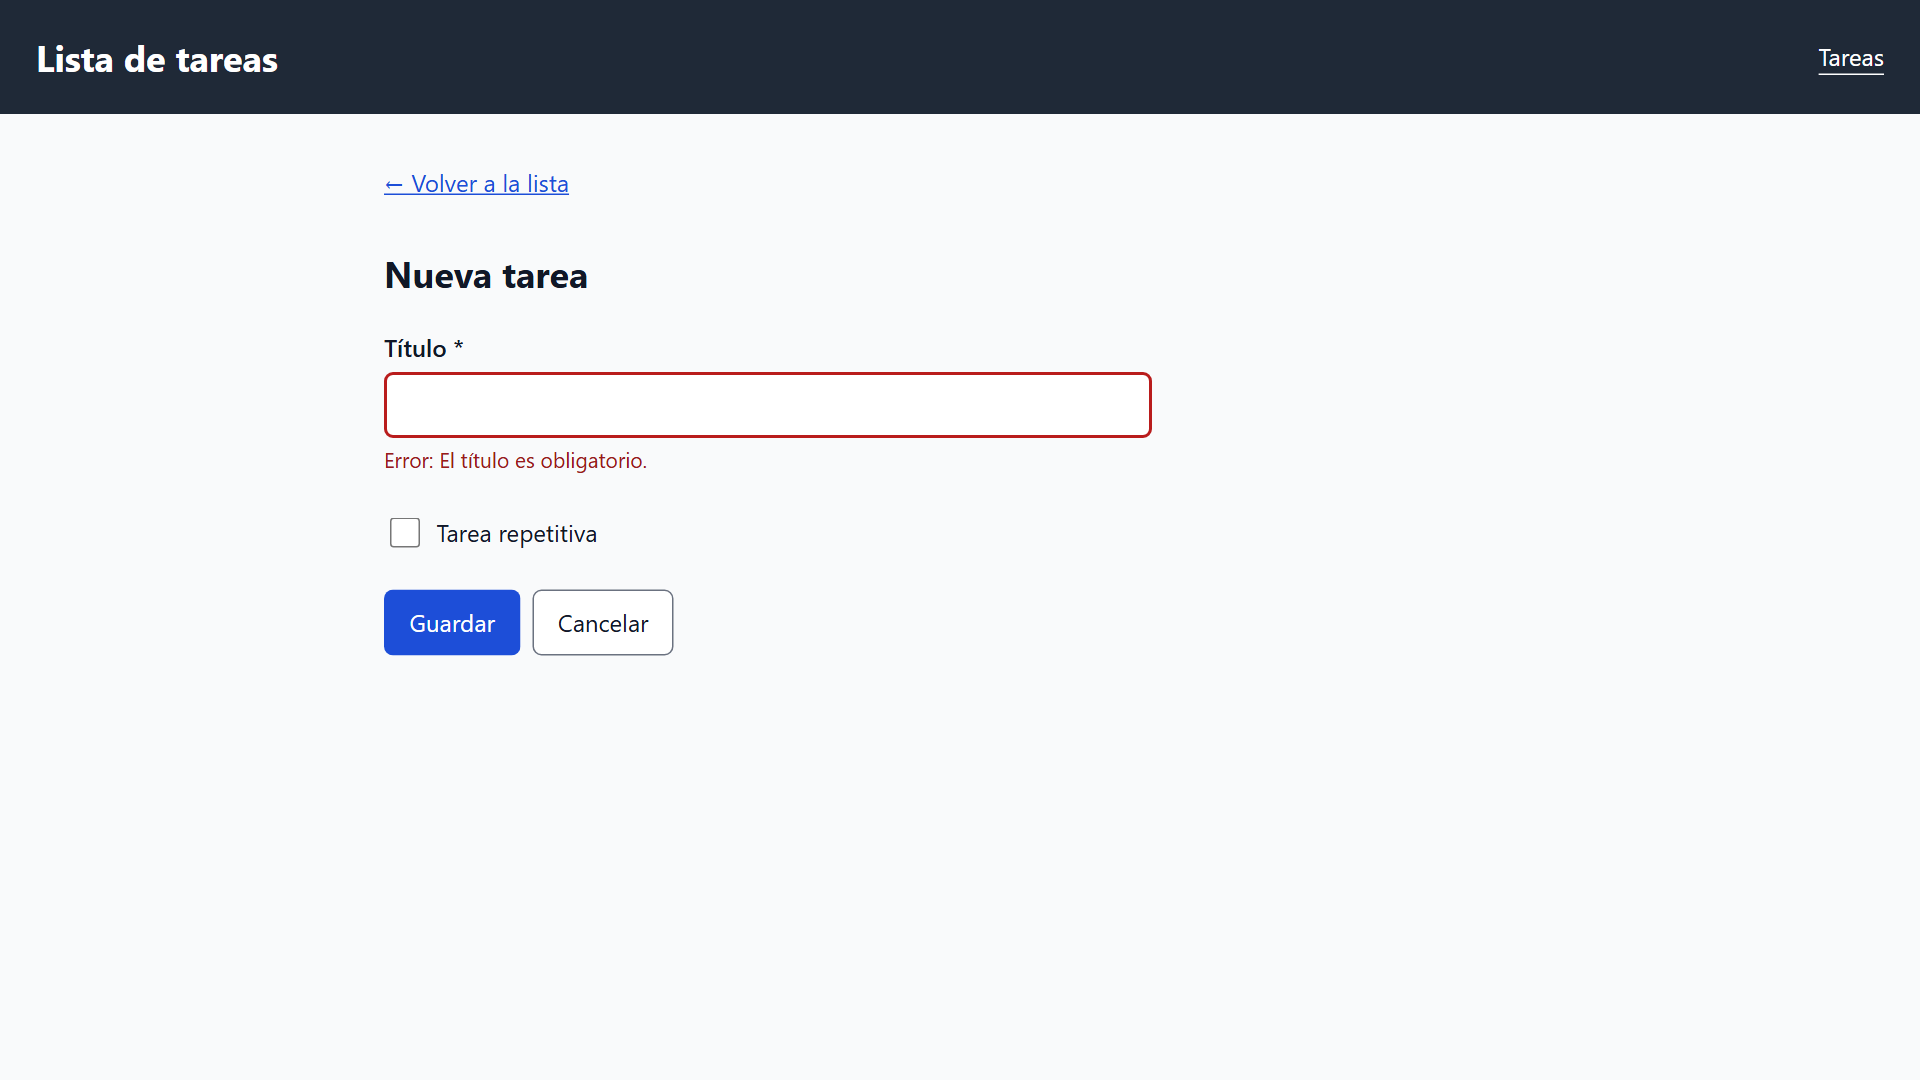 Lista de tareas
Tareas
← Volver a la lista
Nueva tarea
Título *
Error: El título es obligatorio.
Tarea repetitiva
Guardar
Cancelar